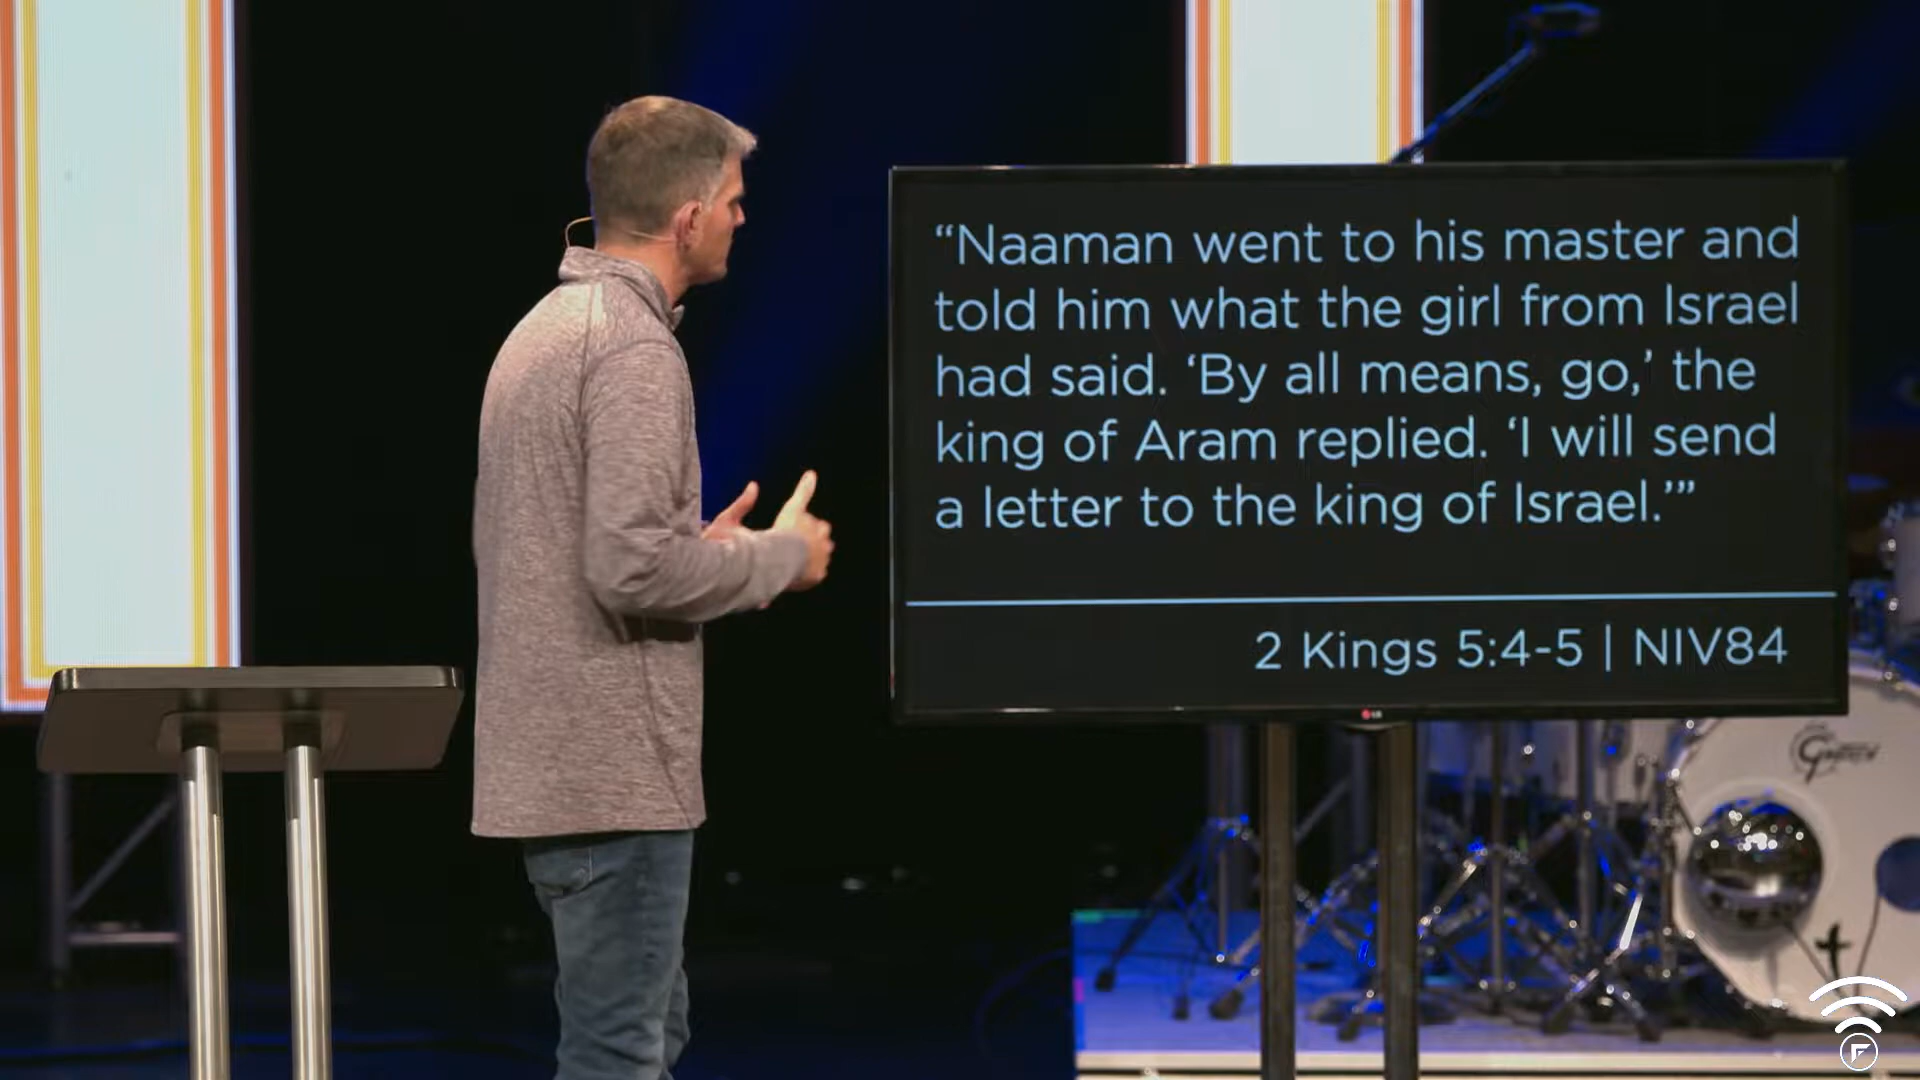 “Naaman went to his master and
told him what the girl from Israel
had said. ‘By all means, go,’ the
king of Aram replied. ‘I will send
a letter to the king of Israel.’”
2 Kings 5:4-5 | NIV84
LG
Gretsch
F